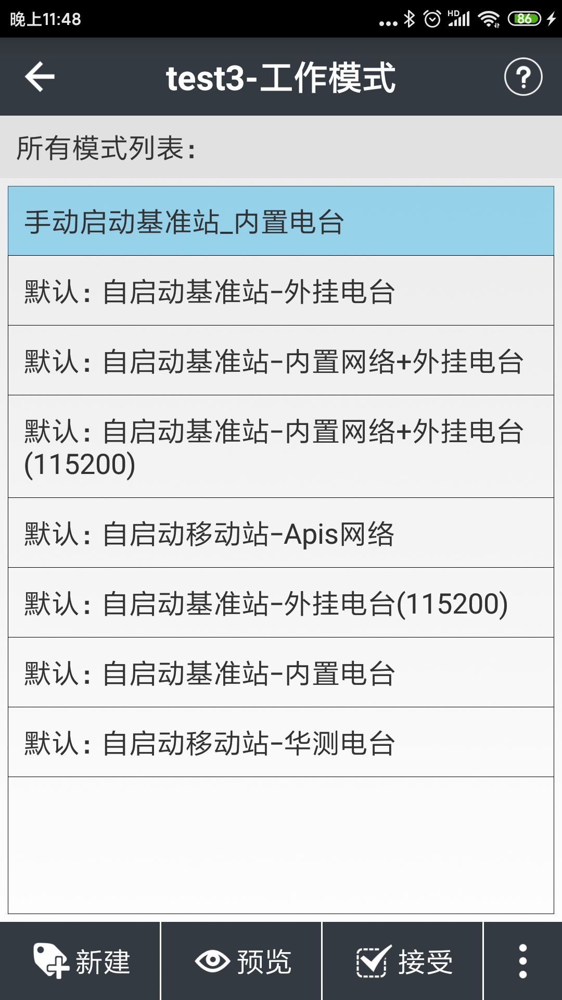 晚上11:48
HD
86
test3-工作模式
?
所有模式列表:
手动启动基准站_内置电台
默认: 自启动基准站-外挂电台
默认: 自启动基准站-内置网络+外挂电台
默认: 自启动基准站-内置网络+外挂电台
(115200)
默认: 自启动移动站-Apis网络
默认: 自启动基准站-外挂电台(115200)
默认: 自启动基准站-内置电台
默认: 自启动移动站-华测电台
新建
预览
接受